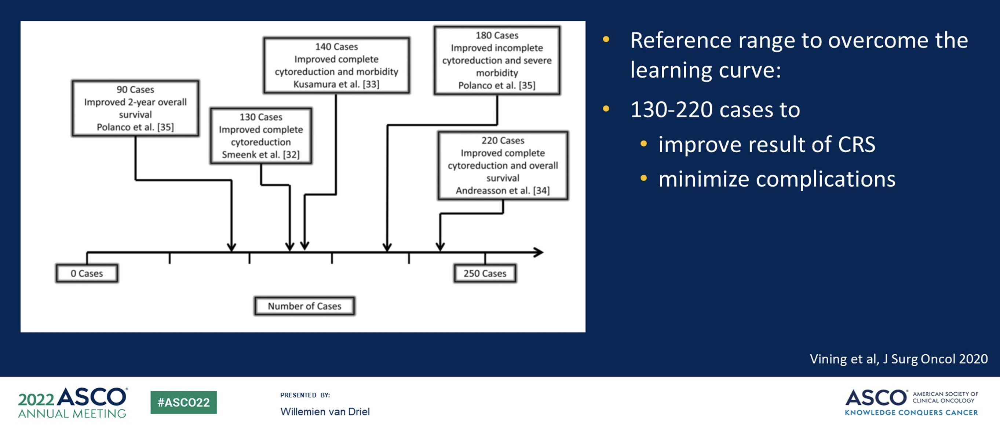 90 Cases
Improved 2-year overall
survival
Polanco et al. [35]
130 Cases
Improved complete
cytoreduction
Smeenk et al. [32]
140 Cases
Improved complete
cytoreduction and morbidity
Kusamura et al. [33]
180 Cases
Improved incomplete
cytoreduction and severe
morbidity
Polanco et al. [35]
220 Cases
Improved complete
cytoreduction and overall
survival
Andreasson et al. [34]
0 Cases
250 Cases
Number of Cases
• Reference range to overcome the
learning curve:
• 130-220 cases to
• improve result of CRS
• minimize complications
Vining et al, J Surg Oncol 2020
2022 ASCO®
ANNUAL MEETING
#ASCO22
PRESENTED BY:
Willemien van Driel
ASCO®
AMERICAN SOCIETY OF
CLINICAL ONCOLOGY
KNOWLEDGE CONQUERS CANCER